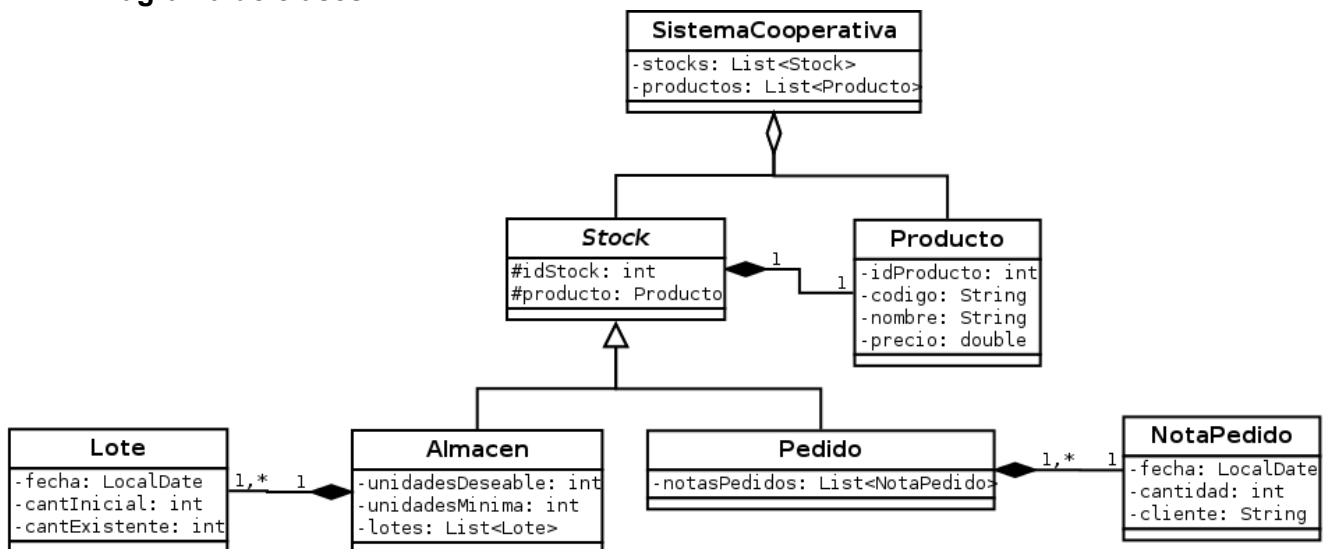 SistemaCooperativa
-stocks: List<Stock>
-productos: List<Producto>
Stock
#idStock: int
#producto: Producto
1
1
Producto
-idProducto: int
-codigo: String
-nombre: String
-precio: double
Lote
-fecha: LocalDate
-cantInicial: int
-cantExistente: int
1,*
1
Almacen
-unidadesDeseable: int
-unidadesMinima: int
-lotes: List<Lote>
Pedido
-notasPedidos: List<NotaPedido>
1,*
1
NotaPedido
-fecha: LocalDate
-cantidad: int
-cliente: String